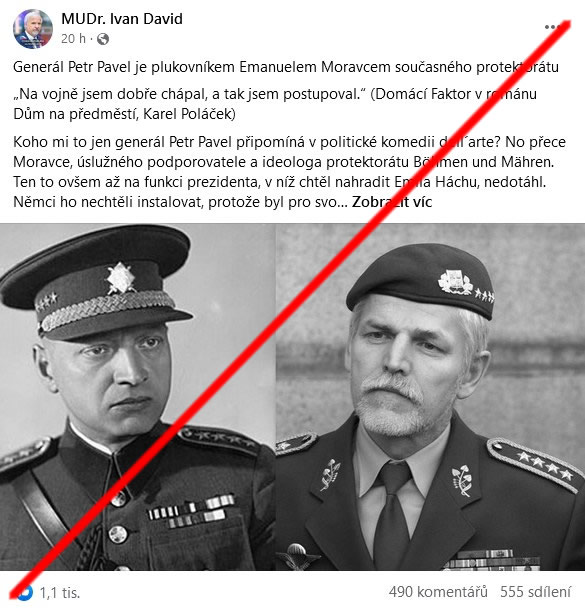 MUDr. Ivan David
20 h ·
Generál Petr Pavel je plukovníkem Emanuelem Moravcem současného protektorátu
„Na vojně jsem dobře chápal, a tak jsem postupoval.“ (Domácí Faktor v románu
Dům na předměstí, Karel Poláček)
Koho mi to jen generál Petr Pavel připomíná v politické komedii dell´arte? No přece
Moravce, úslužného podporovatele a ideologa protektorátu Böhmen und Mähren.
Ten to ovšem až na funkci prezidenta, v níž chtěl nahradit Emila Háchu, nedotáhl.
Němci ho nechtěli instalovat, protože byl pro svo... Zobrazit víc
1,1 tis.
490 komentářů 555 sdílení